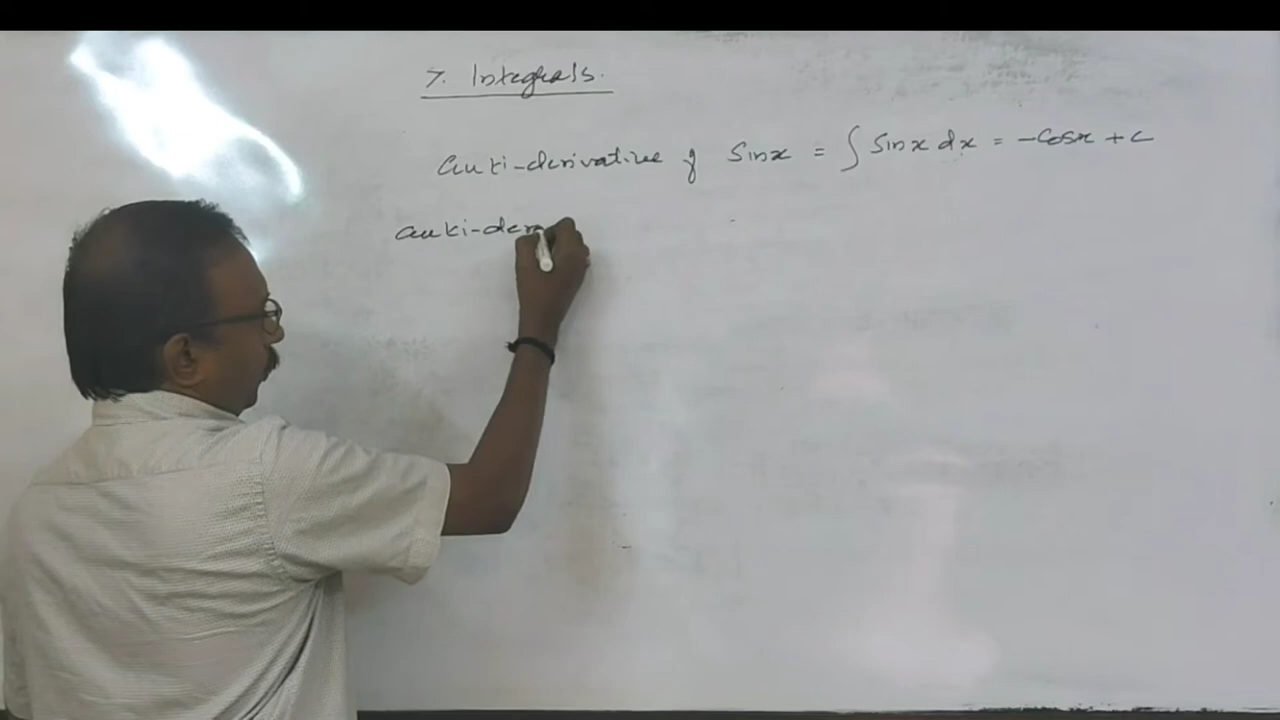 7. Integrals.
anti-derivative of Sinx = ∫ Sinx dx = -Cosx + c
anti-der